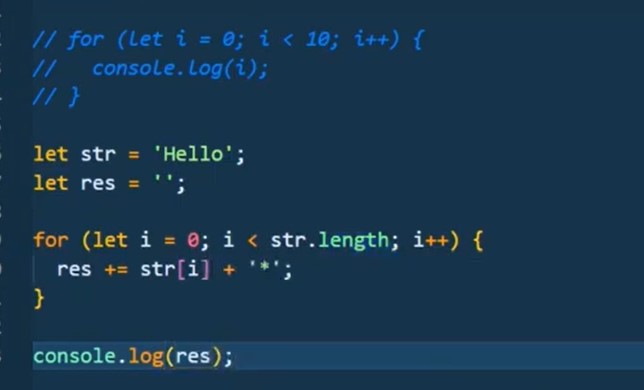 // for (let i = 0; i < 10; i++) {
//   console.log(i);
// }
let str = 'Hello';
let res = '';
for (let i = 0; i < str.length; i++) {
  res += str[i] + '*';
}
console.log(res);